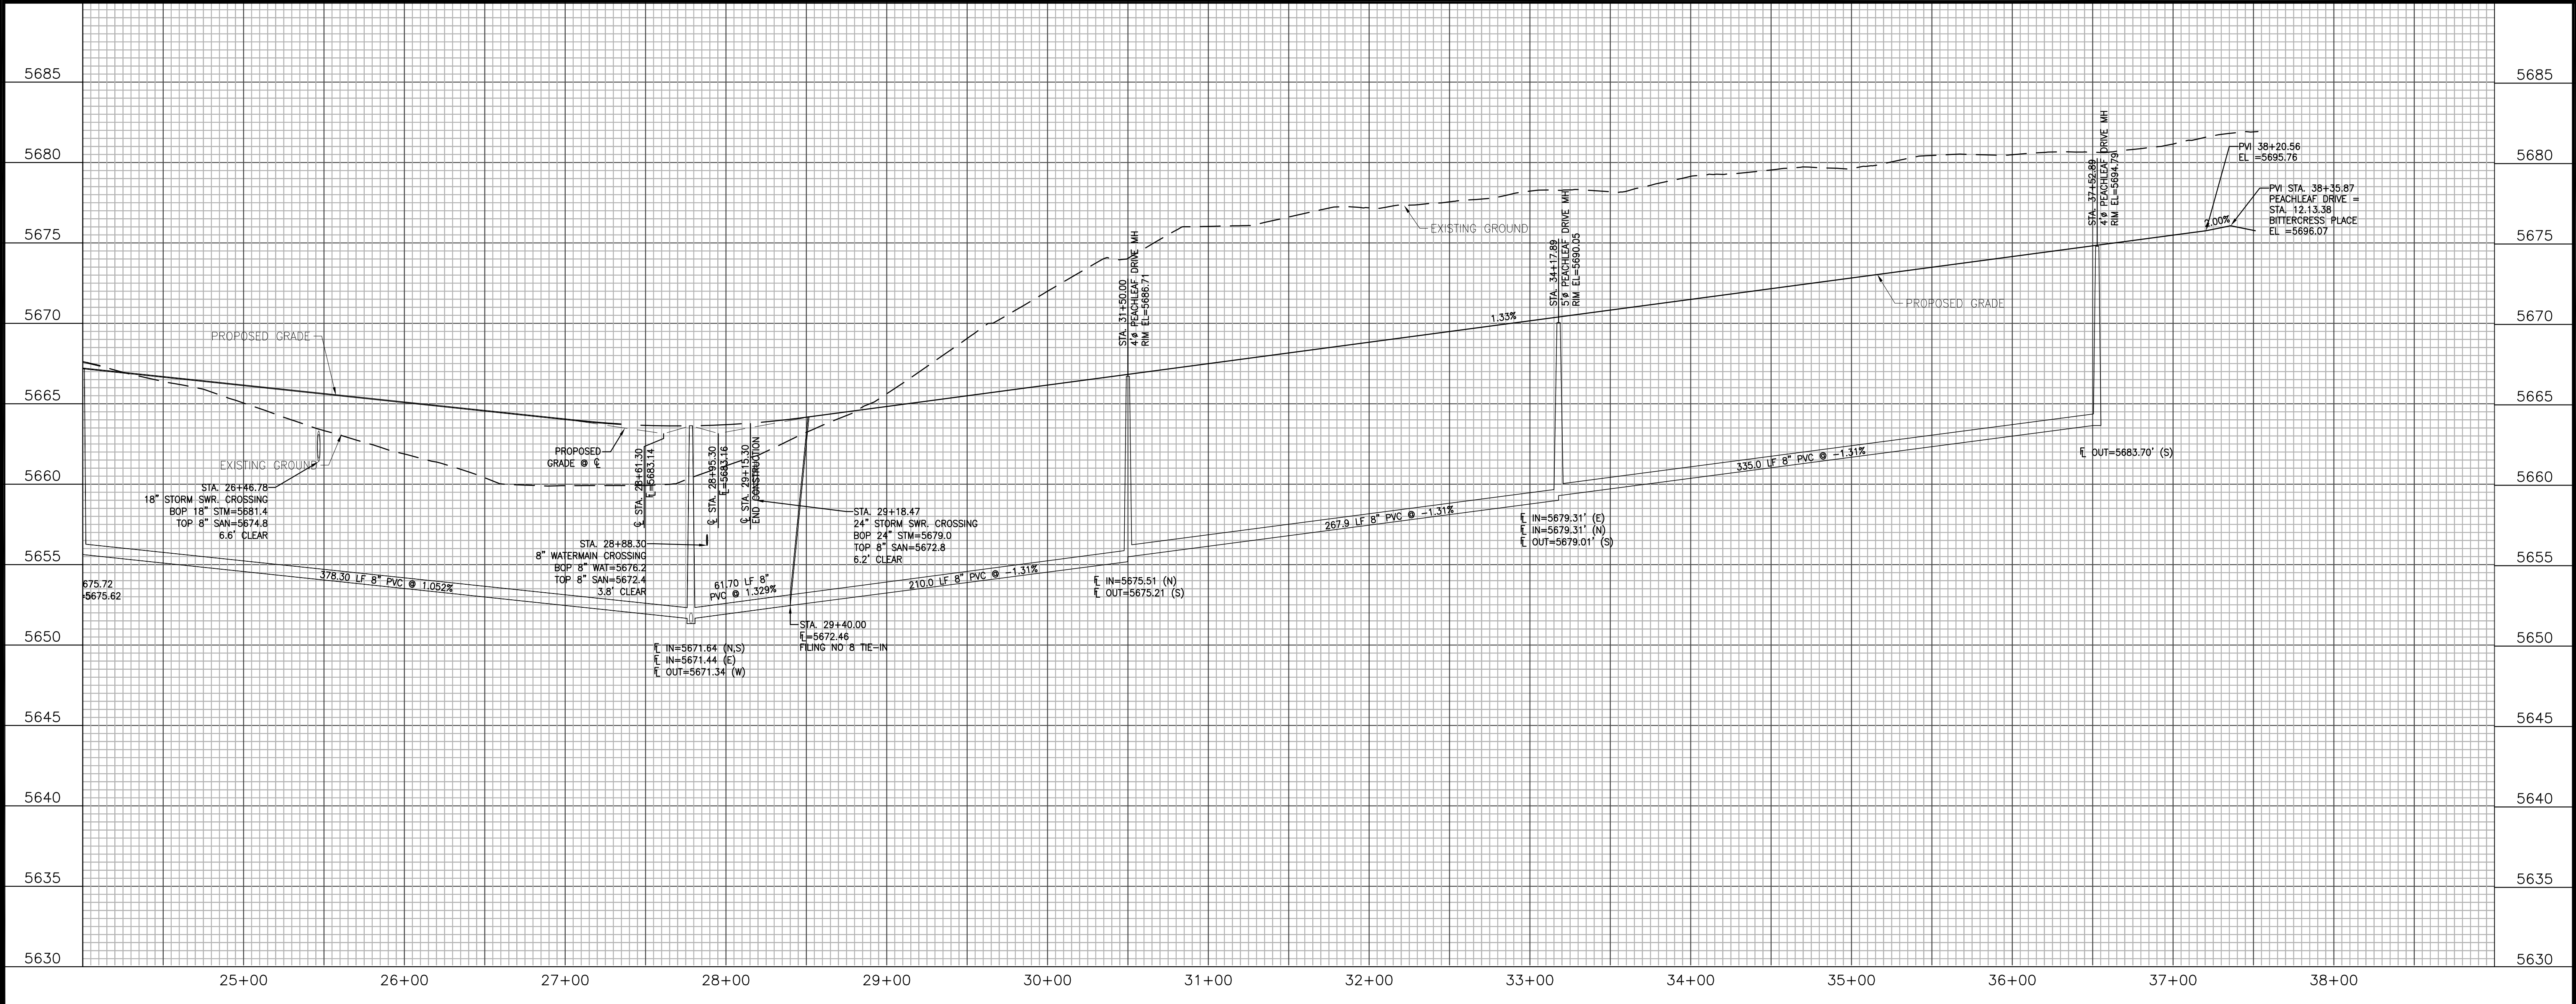 5685
5680
5675
5670
5665
5660
5655
5650
5645
5640
5635
5630
5685
5680
5675
5670
5665
5660
5655
5650
5645
5640
5635
5630
25+00
26+00
27+00
28+00
29+00
30+00
31+00
32+00
33+00
34+00
35+00
36+00
37+00
38+00
PROPOSED GRADE
EXISTING GROUND
STA. 26+46.78
18" STORM SWR. CROSSING
BOP 18" STM=5681.4
TOP 8" SAN=5674.8
6.6' CLEAR
675.72
5675.62
378.30 LF 8" PVC @ 1.052%
PROPOSED
GRADE @ ℄
℄ STA. 28+61.30
FL=5683.14
℄ STA. 28+95.30
FL=5683.16
℄ STA. 29+15.30
END CONSTRUCTION
STA. 28+88.30
8" WATERMAIN CROSSING
BOP 8" WAT=5676.2
TOP 8" SAN=5672.4
3.8' CLEAR
61.70 LF 8"
PVC @ 1.329%
STA. 29+18.47
24" STORM SWR. CROSSING
BOP 24" STM=5679.0
TOP 8" SAN=5672.8
6.2' CLEAR
210.0 LF 8" PVC @ -1.31%
STA. 29+40.00
FL=5672.46
FILING NO 8 TIE-IN
FL IN=5671.64 (N,S)
FL IN=5671.44 (E)
FL OUT=5671.34 (W)
STA. 31+50.00
4'ø PEACHLEAF DRIVE MH
RIM EL=5686.71
FL IN=5675.51 (N)
FL OUT=5675.21 (S)
EXISTING GROUND
267.9 LF 8" PVC @ -1.31%
1.33%
STA. 34+17.89
5'ø PEACHLEAF DRIVE MH
RIM EL=5690.05
FL IN=5679.31' (E)
FL IN=5679.31' (N)
FL OUT=5679.01' (S)
335.0 LF 8" PVC @ -1.31%
PROPOSED GRADE
STA. 37+52.89
4'ø PEACHLEAF DRIVE MH
RIM EL=5694.79
FL OUT=5683.70' (S)
2.00%
PVI 38+20.56
EL =5695.76
PVI STA. 38+35.87
PEACHLEAF DRIVE =
STA. 12.13.38
BITTERCRESS PLACE
EL =5696.07